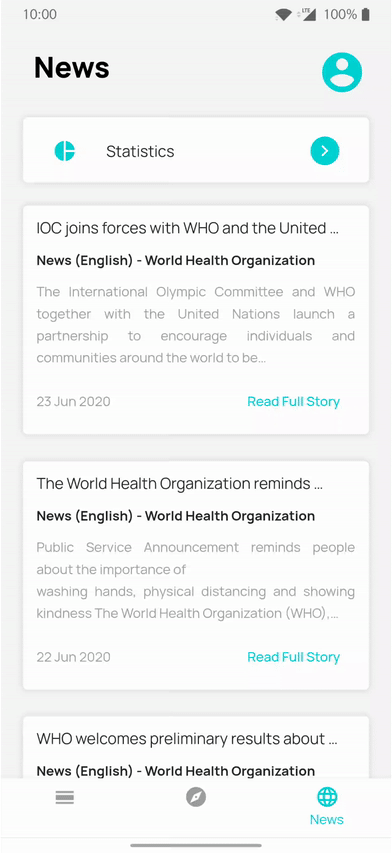 10:00
LTE
100%
News
Statistics
IOC joins forces with WHO and the United ...
News (English) - World Health Organization
The International Olympic Committee and WHO
together with the United Nations launch a
partnership to encourage individuals and
communities around the world to be...
23 Jun 2020
Read Full Story
The World Health Organization reminds ...
News (English) - World Health Organization
Public Service Announcement reminds people
about the importance of
washing hands, physical distancing and showing
kindness The World Health Organization (WHO),...
22 Jun 2020
Read Full Story
WHO welcomes preliminary results about ...
News (English) - World Health Organization
News